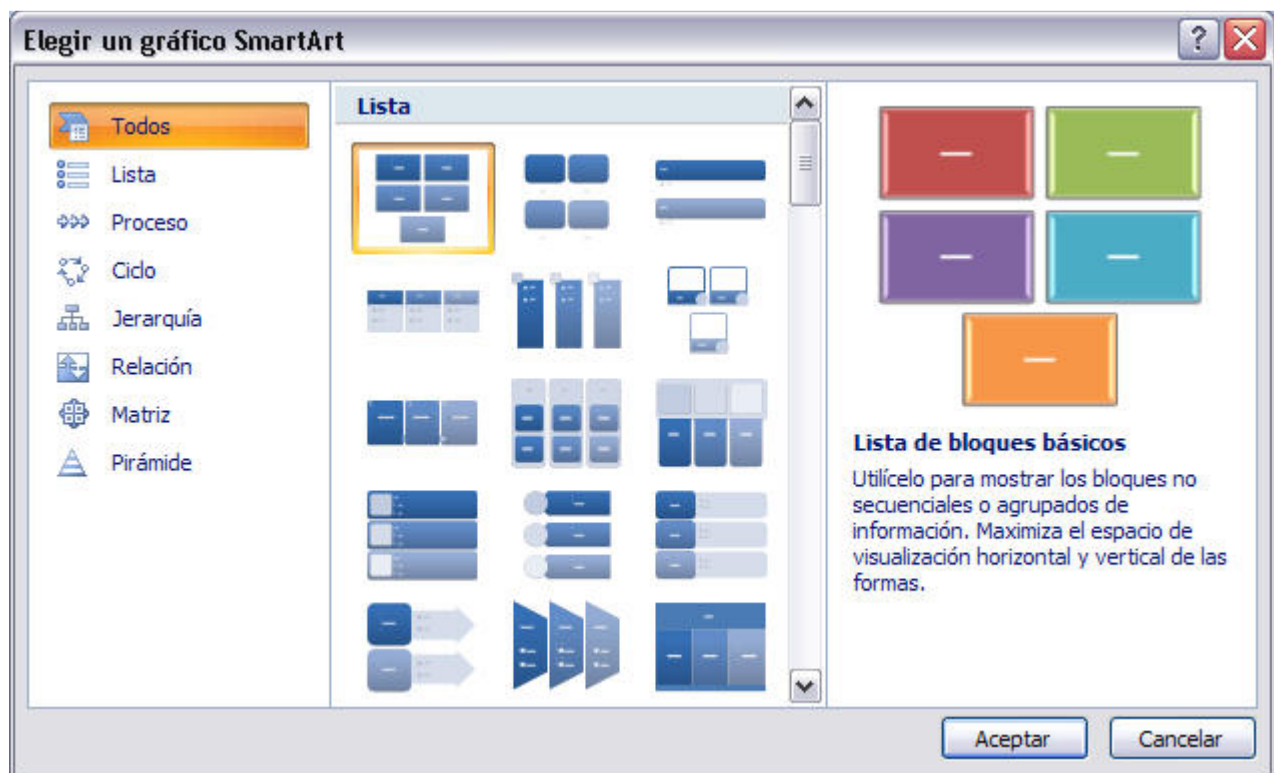 Elegir un gráfico SmartArt
Todos
Lista
Proceso
Ciclo
Jerarquía
Relación
Matriz
Pirámide
Lista
Lista de bloques básicos
Utilícelo para mostrar los bloques no
secuenciales o agrupados de
información. Maximiza el espacio de
visualización horizontal y vertical de las
formas.
Aceptar
Cancelar